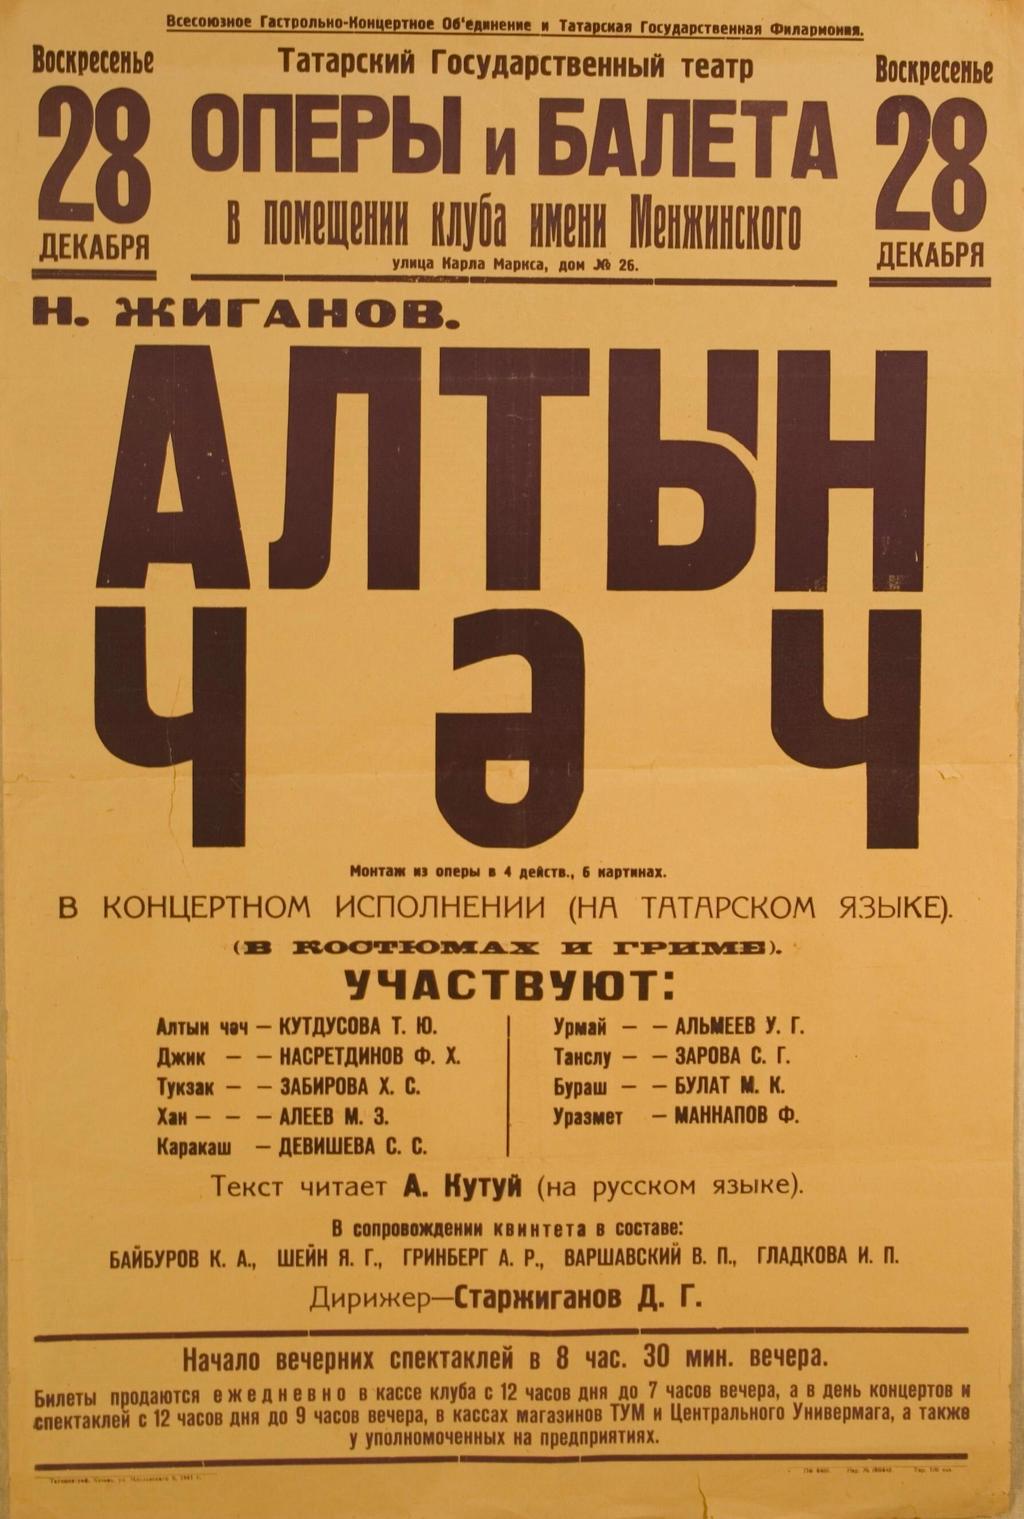 Всесоюзное Гастрольно-Концертное Об'единение и Татарская Государственная Филармония.
Воскресенье
28
ДЕКАБРЯ
Татарский Государственный театр
ОПЕРЫ и БАЛЕТА
в помещении клуба имени Менжинского
улица Карла Маркса, дом № 26.
Воскресенье
28
ДЕКАБРЯ
Н. ЖИГАНОВ.
АЛТЫН
ЧӘЧ
Монтаж из оперы в 4 действ., 6 картинах.
В КОНЦЕРТНОМ ИСПОЛНЕНИИ (НА ТАТАРСКОМ ЯЗЫКЕ).
(В КОСТЮМАХ И ГРИМЕ).
УЧАСТВУЮТ:
Алтын чәч — КУТДУСОВА Т. Ю.
Джик — — НАСРЕТДИНОВ Ф. Х.
Тукзак — — ЗАБИРОВА Х. С.
Хан — — — АЛЕЕВ М. З.
Каракаш — ДЕВИШЕВА С. С.
Урмай — — АЛЬМЕЕВ У. Г.
Танслу — — ЗАРОВА С. Г.
Бураш — — БУЛАТ М. К.
Уразмет — МАННАПОВ Ф.
Текст читает А. Кутуй (на русском языке).
В сопровождении квинтета в составе:
БАЙБУРОВ К. А., ШЕЙН Я. Г., ГРИНБЕРГ А. Р., ВАРШАВСКИЙ В. П., ГЛАДКОВА И. П.
Дирижер—Старжиганов Д. Г.
Начало вечерних спектаклей в 8 час. 30 мин. вечера.
Билеты продаются ежедневно в кассе клуба с 12 часов дня до 7 часов вечера, а в день концертов и
спектаклей с 12 часов дня до 9 часов вечера, в кассах магазинов ТУМ и Центрального Универмага, а также
у уполномоченных на предприятиях.